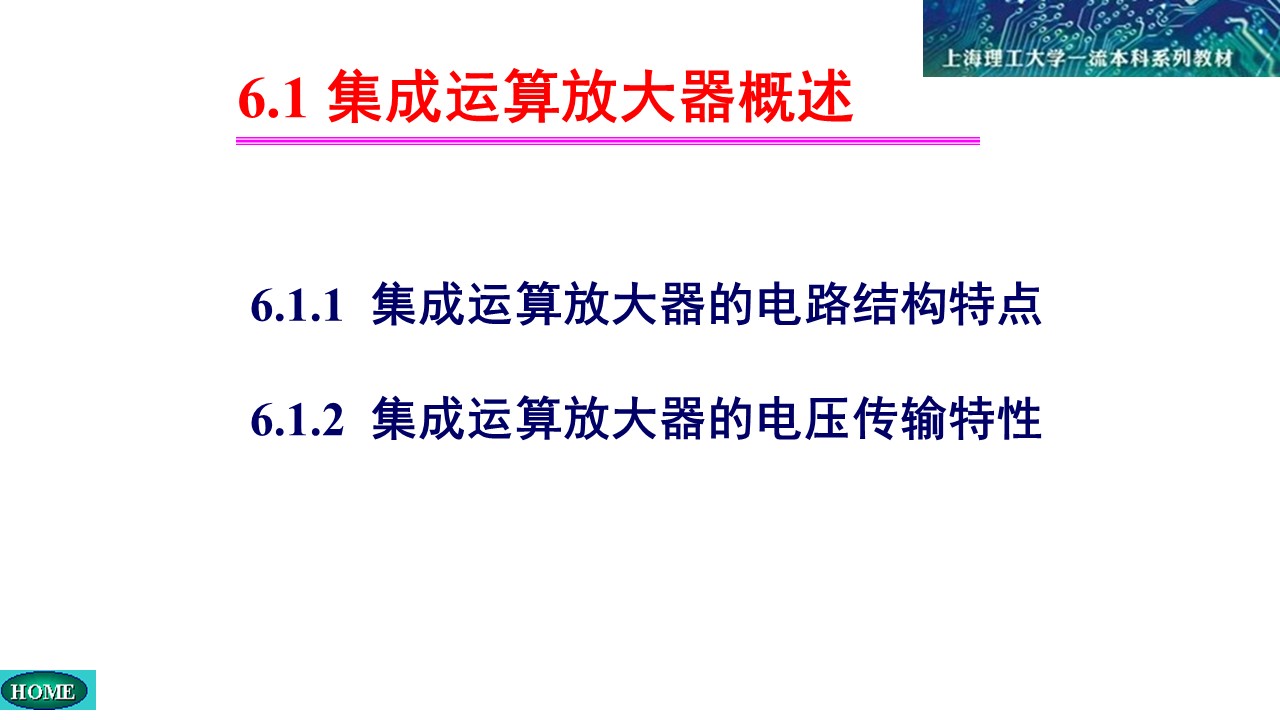 上海理工大学一流本科系列教材
6.1 集成运算放大器概述
6.1.1 集成运算放大器的电路结构特点
6.1.2 集成运算放大器的电压传输特性
HOME